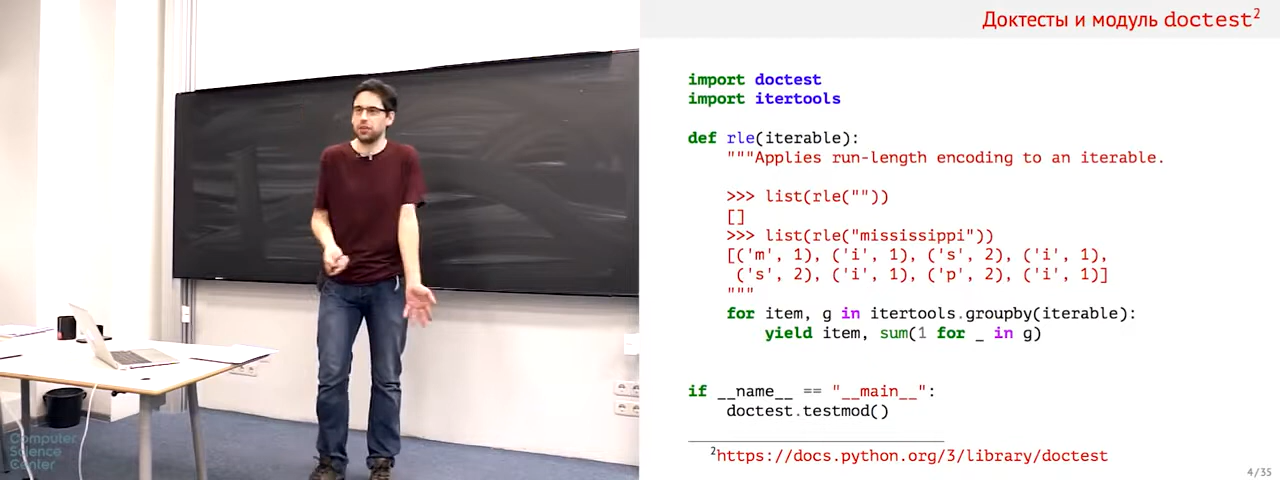 Доктесты и модуль doctest²
import doctest
import itertools
def rle(iterable):
"""Applies run-length encoding to an iterable.
>>> list(rle(""))
[]
>>> list(rle("mississippi"))
[('m', 1), ('i', 1), ('s', 2), ('i', 1),
('s', 2), ('i', 1), ('p', 2), ('i', 1)]
"""
for item, g in itertools.groupby(iterable):
yield item, sum(1 for _ in g)
if __name__ == "__main__":
doctest.testmod()
²https://docs.python.org/3/library/doctest
4/35
Computer
Science
Center